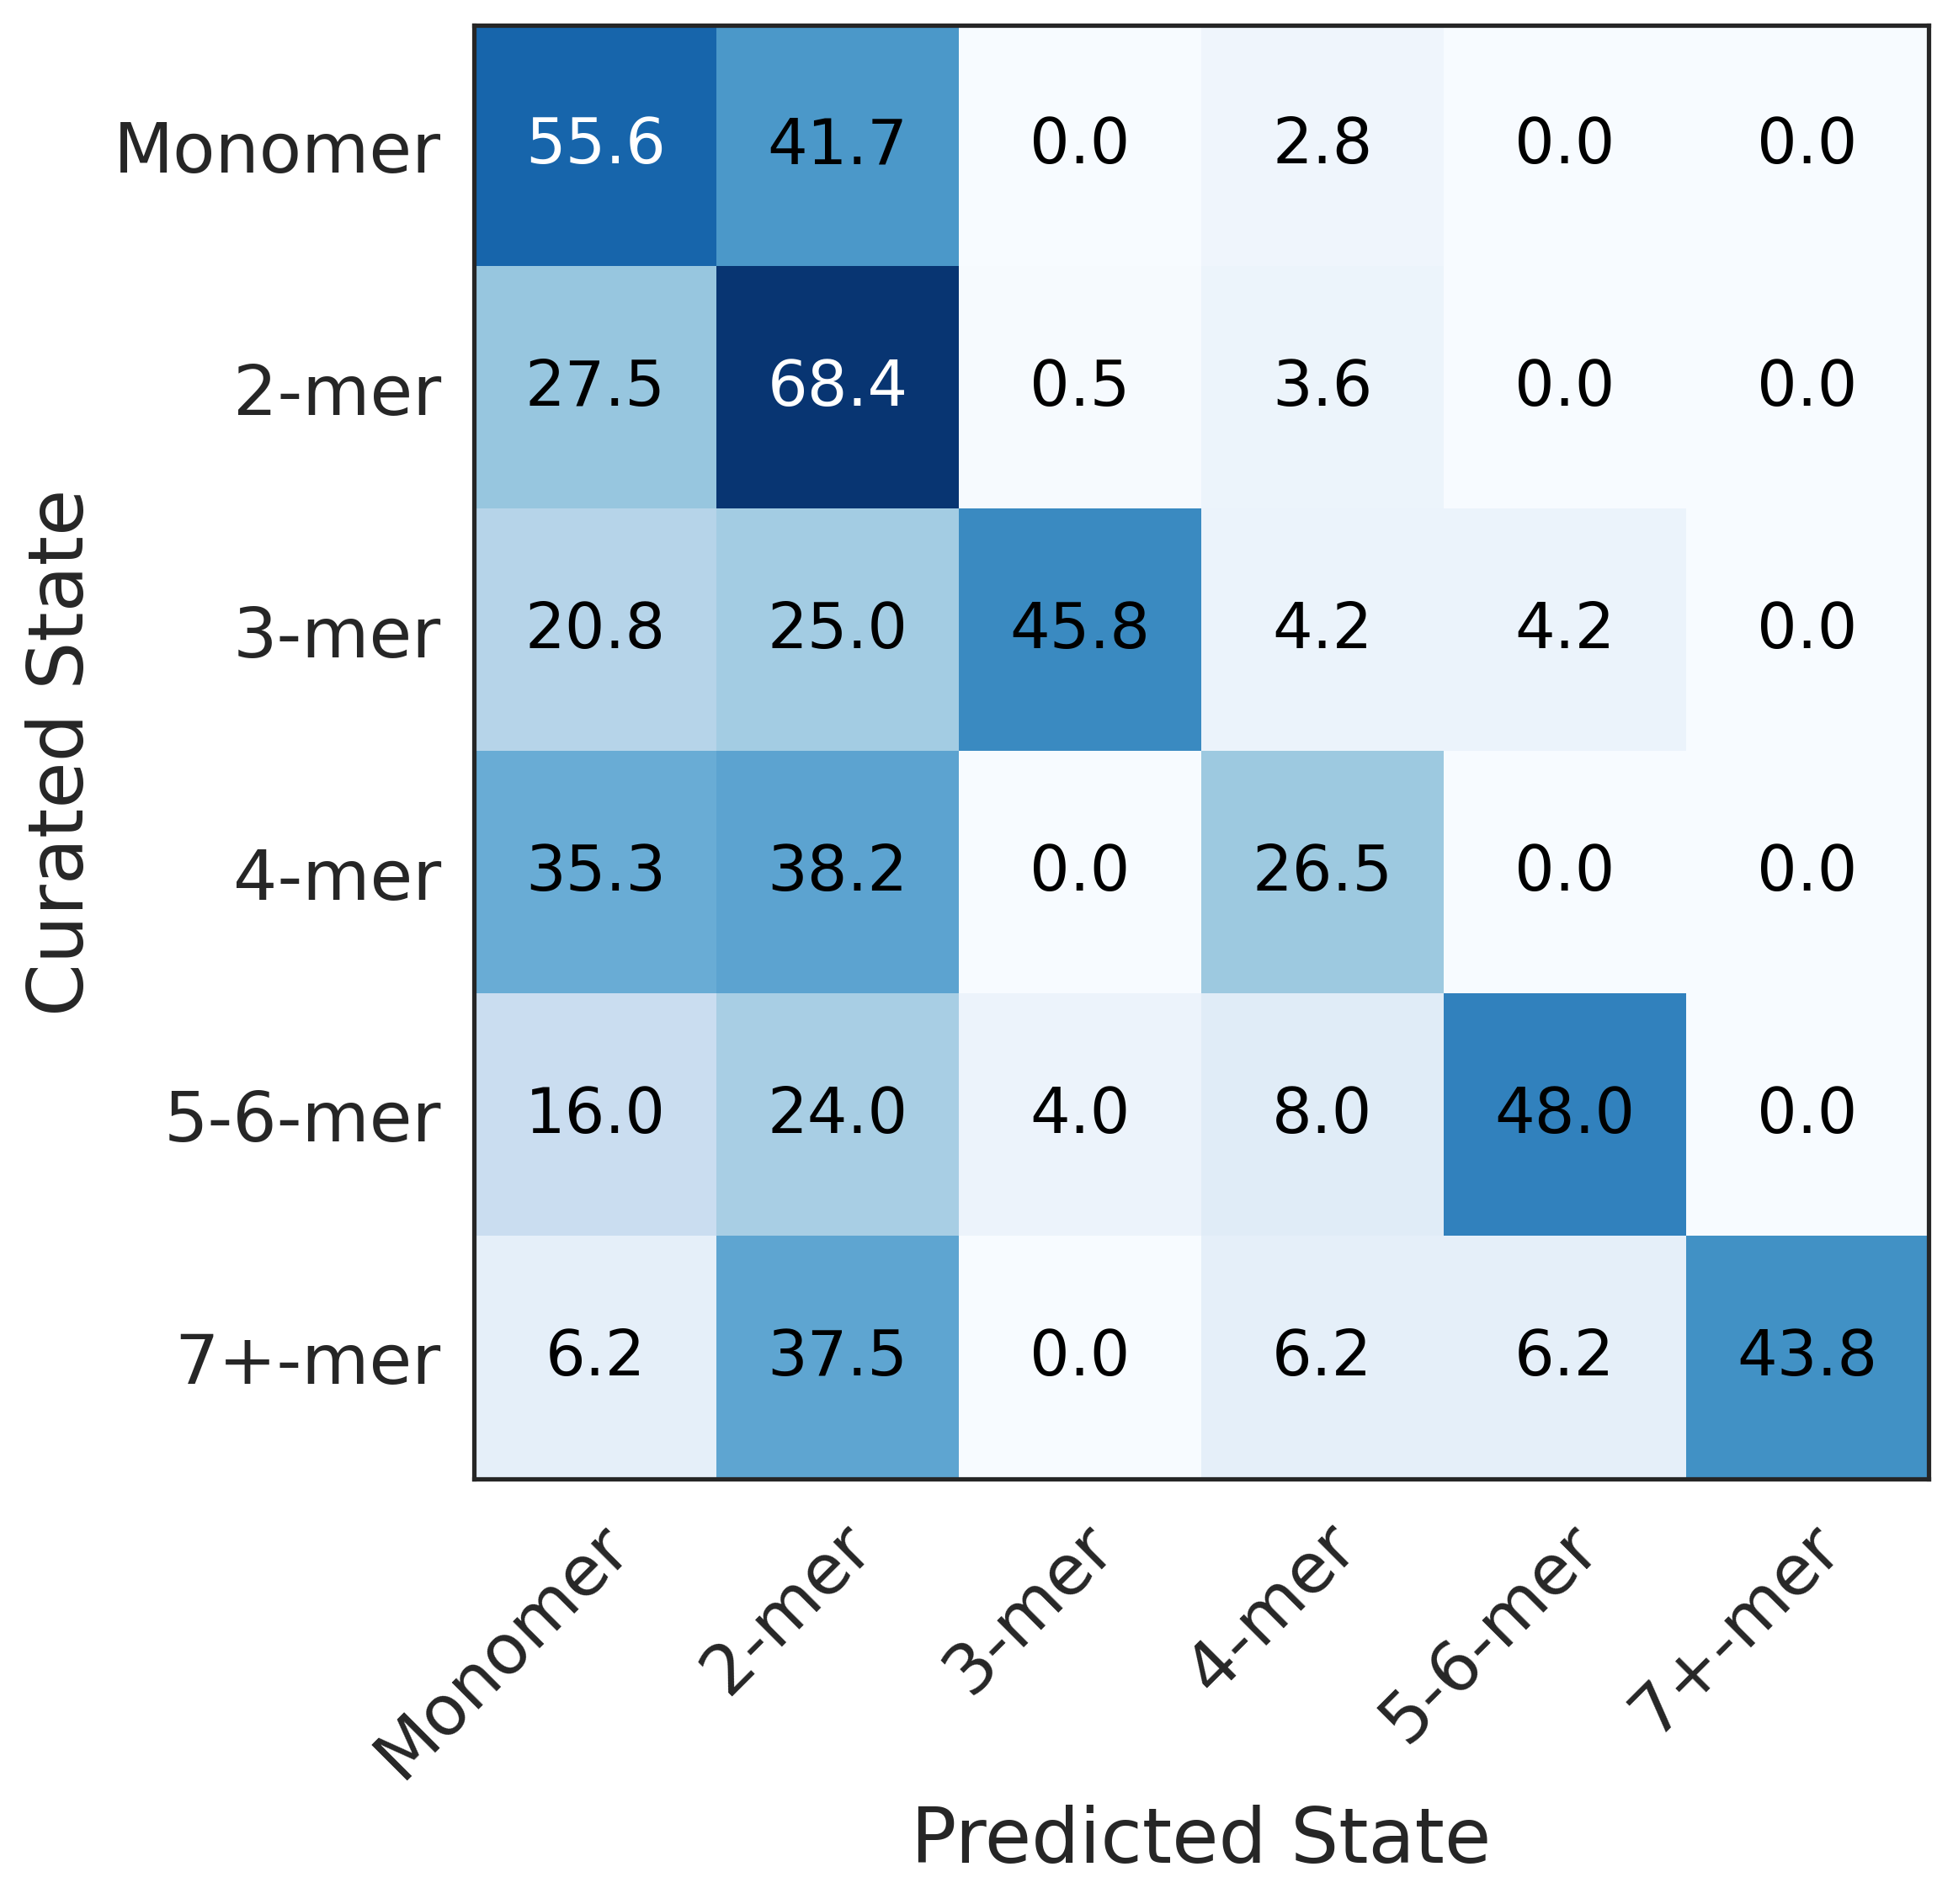 Curated State
Monomer 55.6 41.7 0.0 2.8 0.0 0.0
2-mer 27.5 68.4 0.5 3.6 0.0 0.0
3-mer 20.8 25.0 45.8 4.2 4.2 0.0
4-mer 35.3 38.2 0.0 26.5 0.0 0.0
5-6-mer 16.0 24.0 4.0 8.0 48.0 0.0
7+-mer 6.2 37.5 0.0 6.2 6.2 43.8
Monomer 2-mer 3-mer 4-mer 5-6-mer 7+-mer
Predicted State